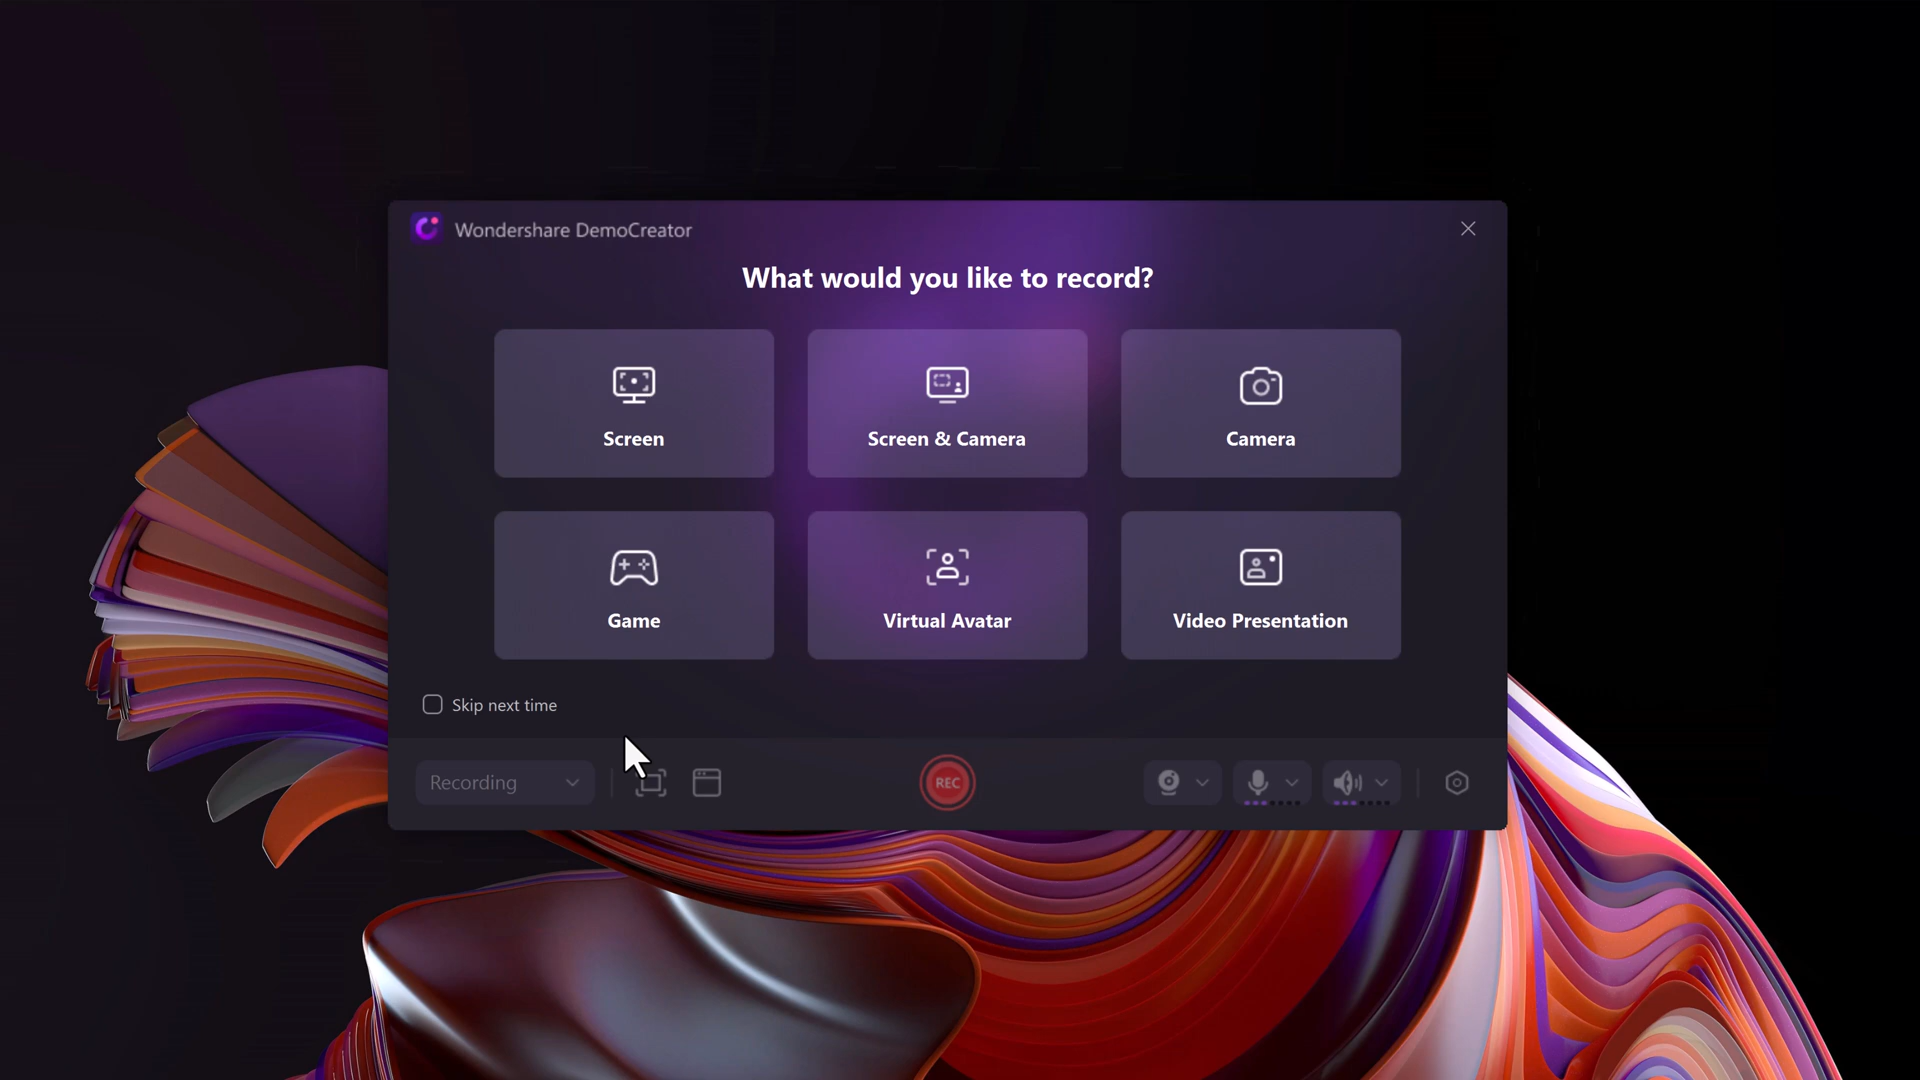 Wondershare DemoCreator
What would you like to record?
Screen
Screen & Camera
Camera
Game
Virtual Avatar
Video Presentation
Skip next time
Recording
REC